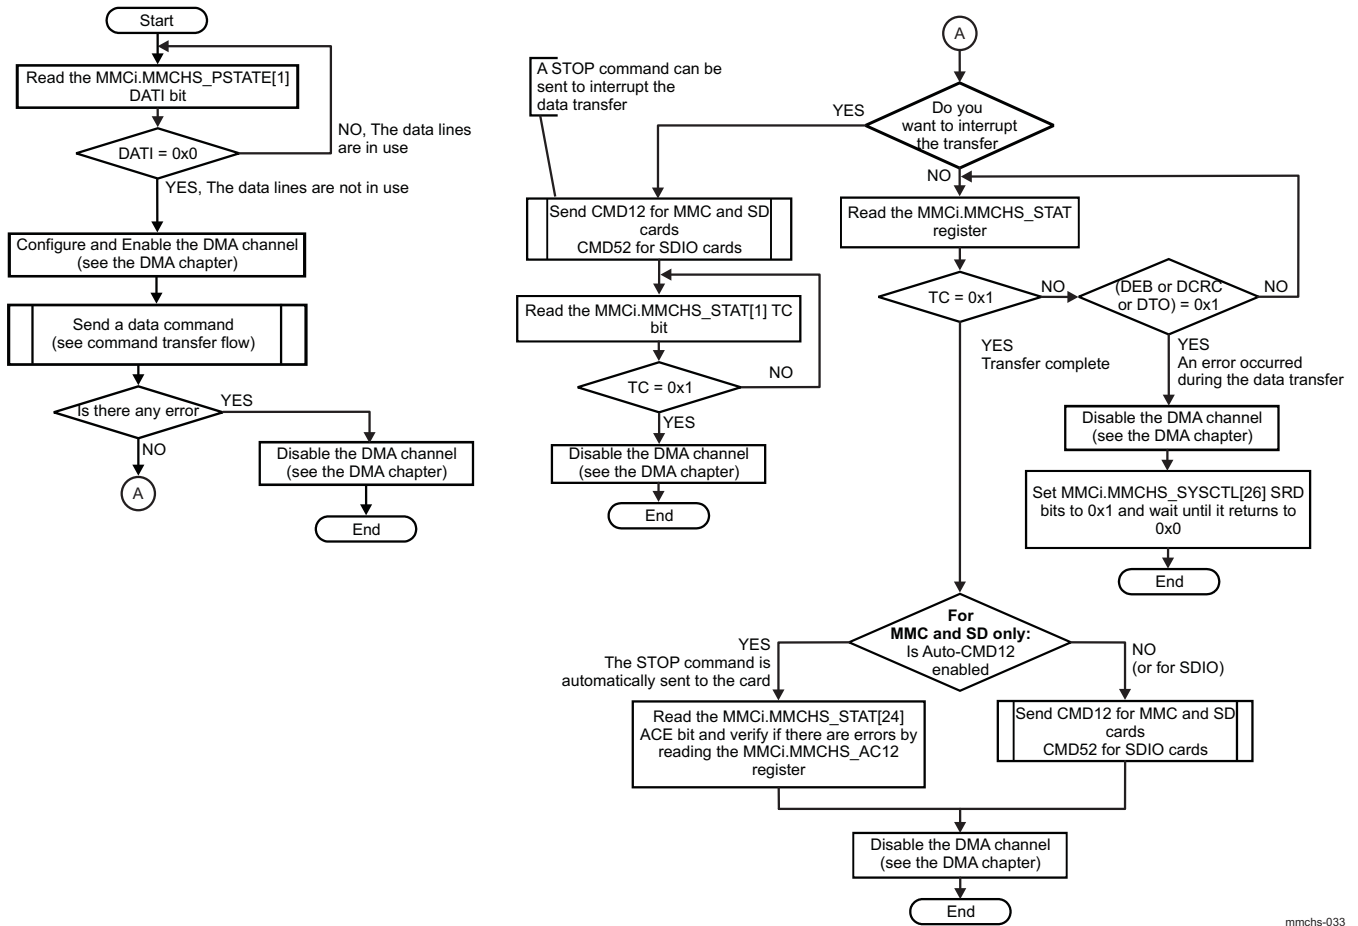 Start
Read the MMCi.MMCHS_PSTATE[1]
DATI bit
DATI = 0x0
NO, The data lines
are in use
YES, The data lines are not in use
Configure and Enable the DMA channel
(see the DMA chapter)
Send a data command
(see command transfer flow)
Is there any error
YES
NO
A
Disable the DMA channel
(see the DMA chapter)
End
A
Do you
want to interrupt
the transfer
YES
NO
A STOP command can be
sent to interrupt the
data transfer
Send CMD12 for MMC and SD
cards
CMD52 for SDIO cards
Read the MMCi.MMCHS_STAT[1] TC
bit
TC = 0x1
NO
YES
Disable the DMA channel
(see the DMA chapter)
End
Read the MMCi.MMCHS_STAT
register
TC = 0x1
NO
(DEB or DCRC
or DTO) = 0x1
NO
YES
Transfer complete
YES
An error occurred
during the data transfer
Disable the DMA channel
(see the DMA chapter)
Set MMCi.MMCHS_SYSCTL[26] SRD
bits to 0x1 and wait until it returns to
0x0
End
For
MMC and SD only:
Is Auto-CMD12
enabled
YES
The STOP command is
automatically sent to the card
NO
(or for SDIO)
Read the MMCi.MMCHS_STAT[24]
ACE bit and verify if there are errors by
reading the MMCi.MMCHS_AC12
register
Send CMD12 for MMC and SD
cards
CMD52 for SDIO cards
Disable the DMA channel
(see the DMA chapter)
End
mmchs-033